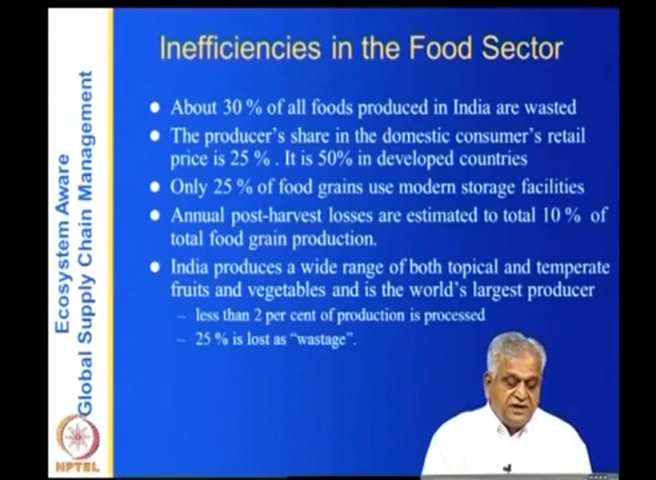 Inefficiencies in the Food Sector
Ecosystem Aware
Global Supply Chain Management
● About 30 % of all foods produced in India are wasted
● The producer's share in the domestic consumer's retail
price is 25 % . It is 50% in developed countries
● Only 25 % of food grains use modern storage facilities
● Annual post-harvest losses are estimated to total 10 % of
total food grain production.
● India produces a wide range of both topical and temperate
fruits and vegetables and is the world's largest producer
– less than 2 per cent of production is processed
– 25 % is lost as “wastage”.
NPTEL